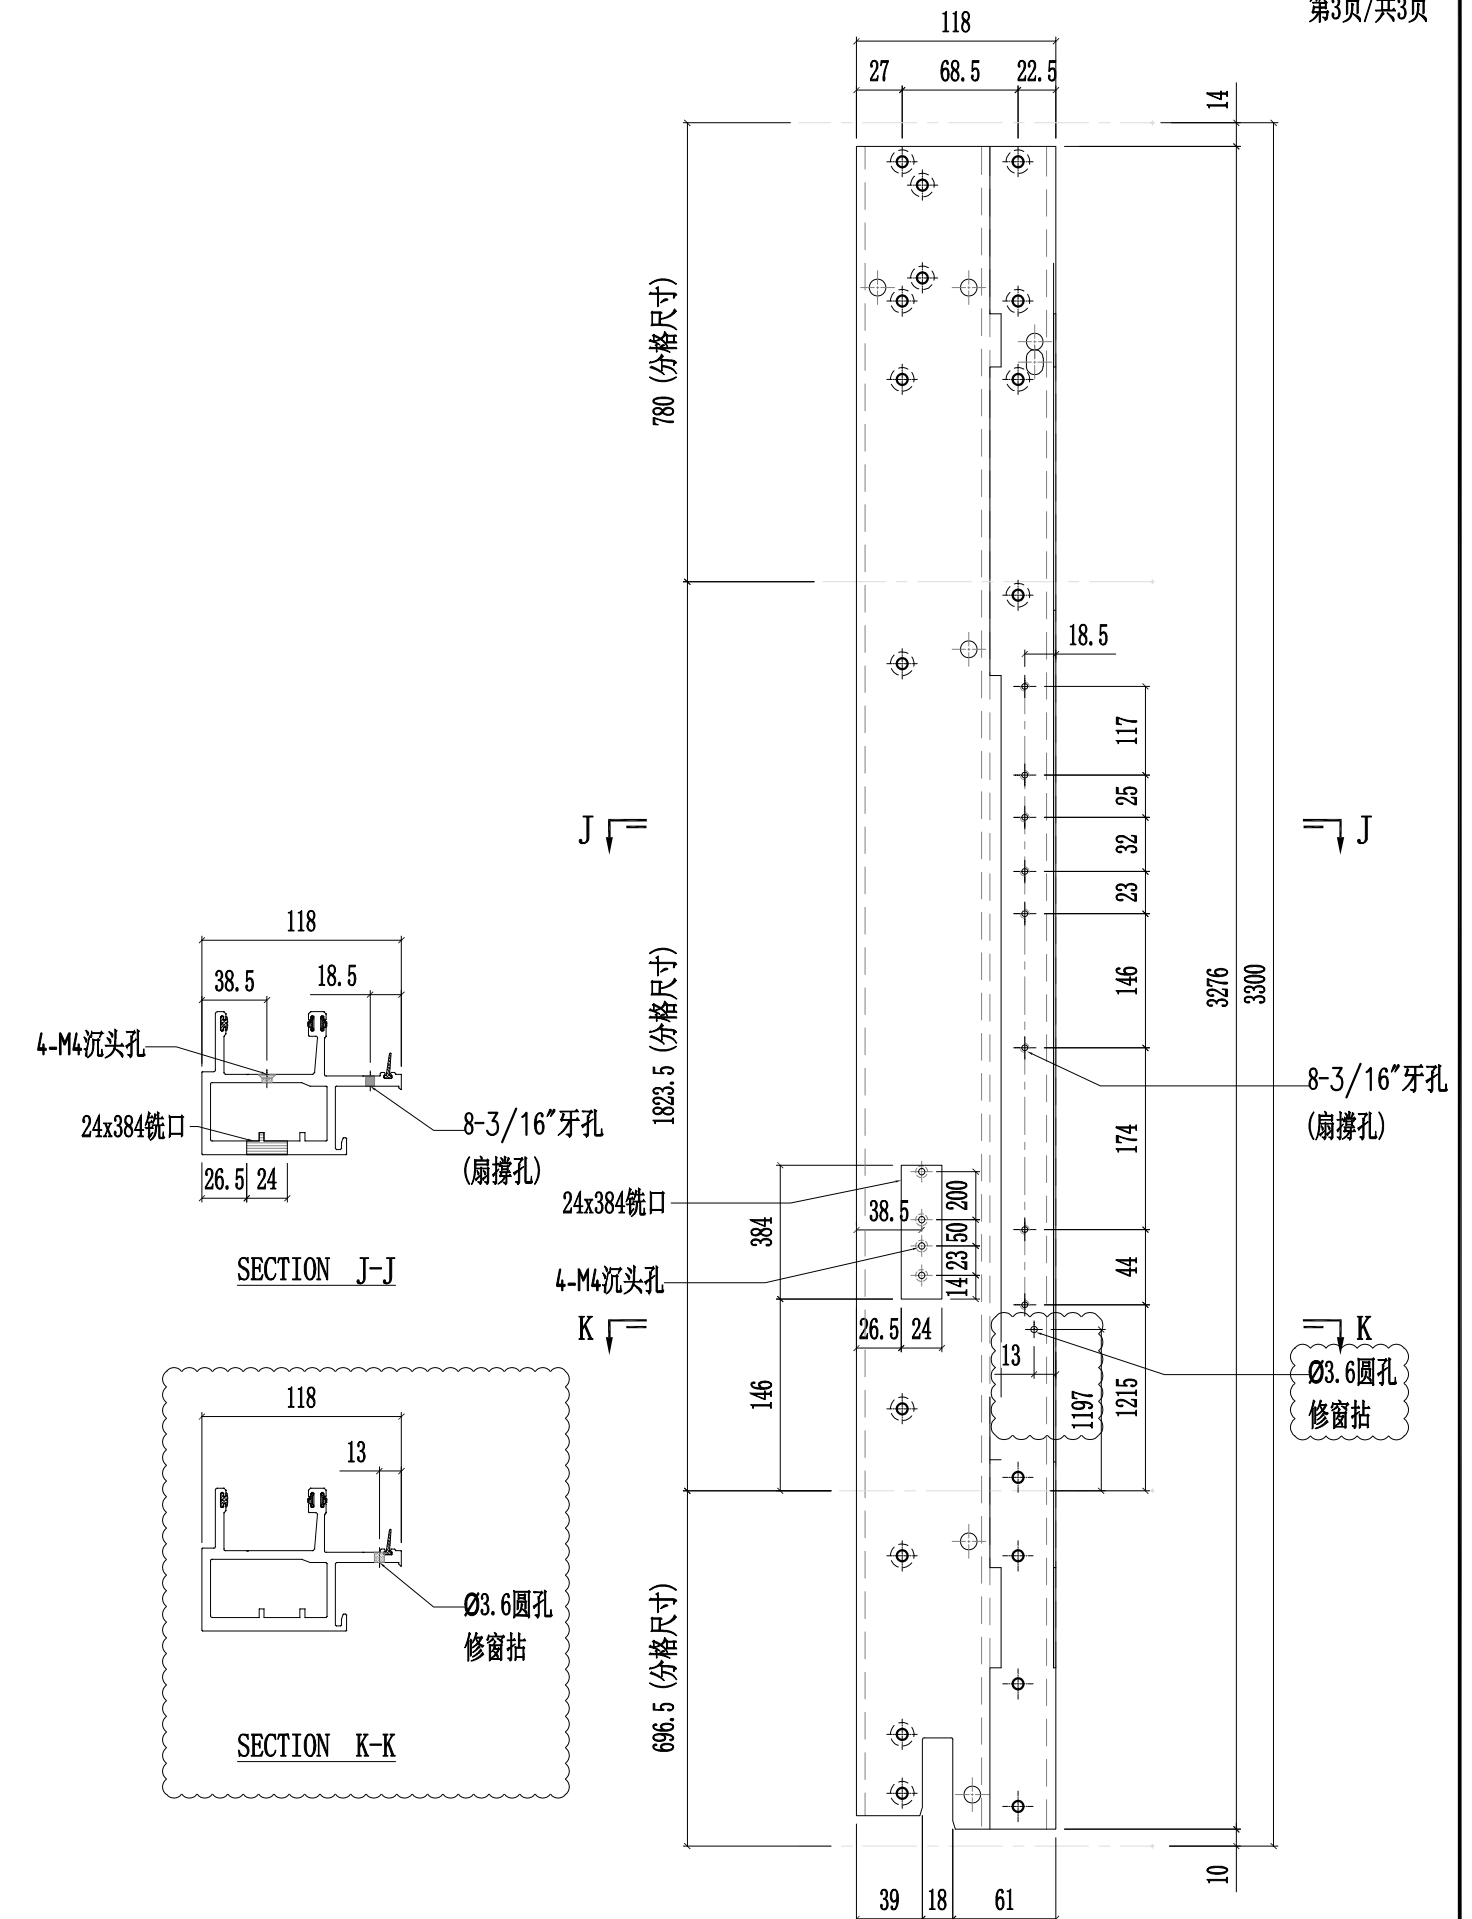 第3页/共3页
118
27
68.5
22.5
14
780 (分格尺寸)
18.5
117
25
32
23
146
174
44
J
J
3276
3300
1823.5 (分格尺寸)
118
38.5
18.5
4-M4沉头孔
24x384铣口
8-3/16"牙孔
(扇撑孔)
26.5
24
SECTION J-J
8-3/16"牙孔
(扇撑孔)
24x384铣口
38.5
384
200
50
23
14
4-M4沉头孔
K
K
26.5
24
13
146
1197
1215
Ø3.6圆孔
修窗拈
118
13
Ø3.6圆孔
修窗拈
SECTION K-K
696.5 (分格尺寸)
10
39
18
61